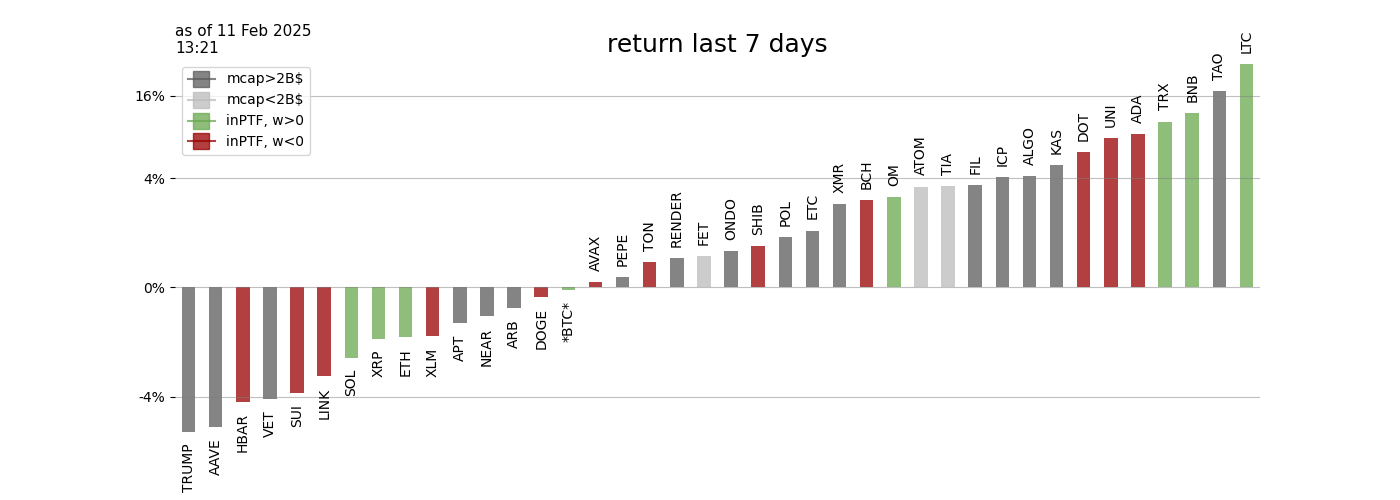 as of 11 Feb 2025
13:21
return last 7 days
mcap>2B$
mcap<2B$
inPTF, w>0
inPTF, w<0
16%
4%
0%
-4%
TRUMP
AAVE
HBAR
VET
SUI
LINK
SOL
XRP
ETH
XLM
APT
NEAR
ARB
DOGE
*BTC*
AVAX
PEPE
TON
RENDER
FET
ONDO
SHIB
POL
ETC
XMR
BCH
OM
ATOM
TIA
FIL
ICP
ALGO
KAS
DOT
UNI
ADA
TRX
BNB
TAO
LTC